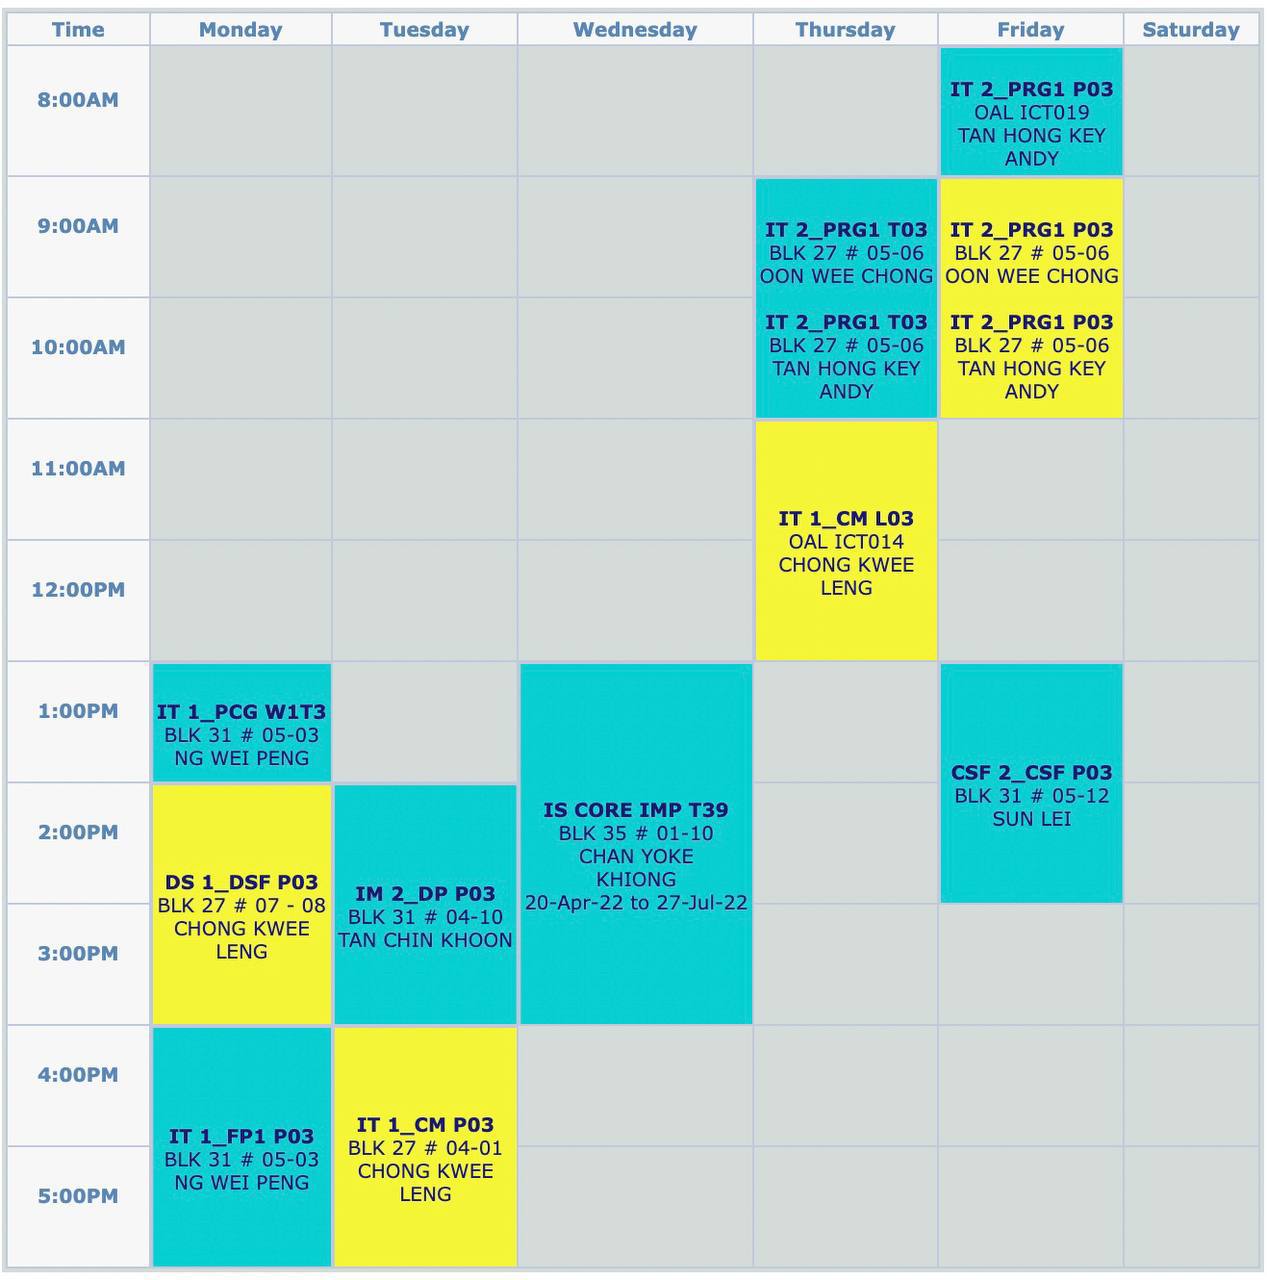 Time Monday Tuesday Wednesday Thursday Friday Saturday
8:00AM
IT 2_PRG1 P03
OAL ICT019
TAN HONG KEY
ANDY
9:00AM
IT 2_PRG1 T03
BLK 27 # 05-06
OON WEE CHONG
IT 2_PRG1 T03
BLK 27 # 05-06
TAN HONG KEY
ANDY
IT 2_PRG1 P03
BLK 27 # 05-06
OON WEE CHONG
IT 2_PRG1 P03
BLK 27 # 05-06
TAN HONG KEY
ANDY
10:00AM
11:00AM
IT 1_CM L03
OAL ICT014
CHONG KWEE
LENG
12:00PM
1:00PM
IT 1_PCG W1T3
BLK 31 # 05-03
NG WEI PENG
IS CORE IMP T39
BLK 35 # 01-10
CHAN YOKE
KHIONG
20-Apr-22 to 27-Jul-22
CSF 2_CSF P03
BLK 31 # 05-12
SUN LEI
2:00PM
DS 1_DSF P03
BLK 27 # 07 - 08
CHONG KWEE
LENG
IM 2_DP P03
BLK 31 # 04-10
TAN CHIN KHOON
3:00PM
4:00PM
IT 1_FP1 P03
BLK 31 # 05-03
NG WEI PENG
IT 1_CM P03
BLK 27 # 04-01
CHONG KWEE
LENG
5:00PM